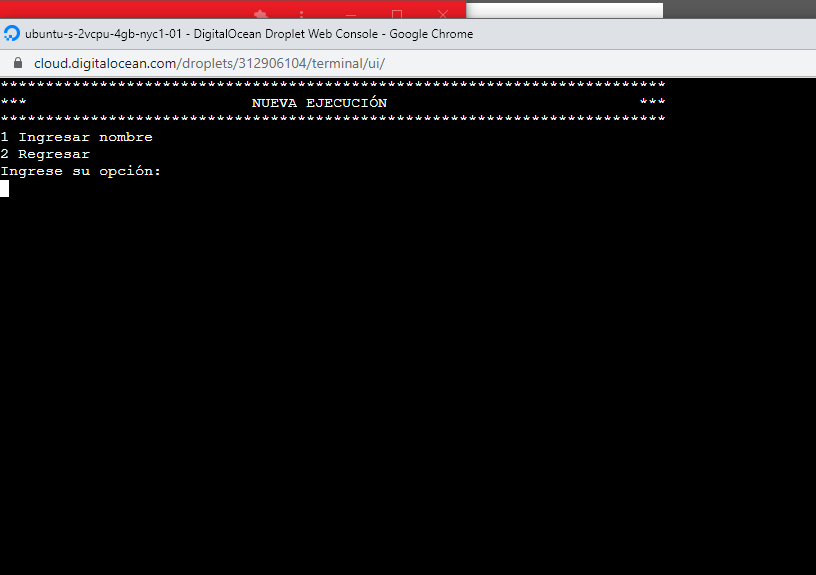 ubuntu-s-2vcpu-4gb-nyc1-01 - DigitalOcean Droplet Web Console - Google Chrome
cloud.digitalocean.com/droplets/312906104/terminal/ui/
**************************************************************************
*** NUEVA EJECUCIÓN ***
**************************************************************************
1 Ingresar nombre
2 Regresar
Ingrese su opción: